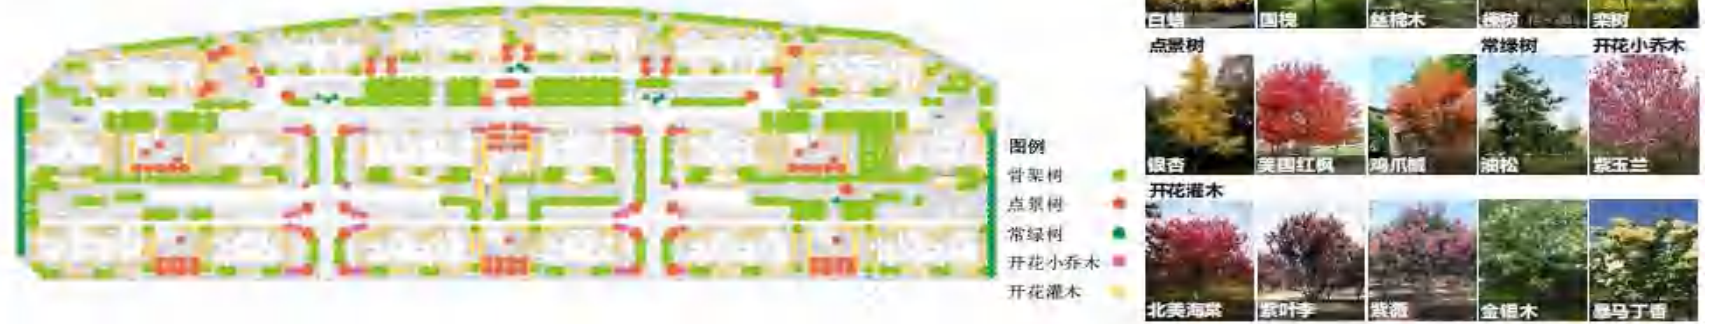 白蜡 国槐 丝棉木 栾树
点景树 常绿树 开花小乔木
银杏 美国红枫 鸡爪槭 油松 紫玉兰
开花灌木
北美海棠 紫叶李 紫薇 金银木 暴马丁香
图例
骨架树
点景树
常绿树
开花小乔木
开花灌木